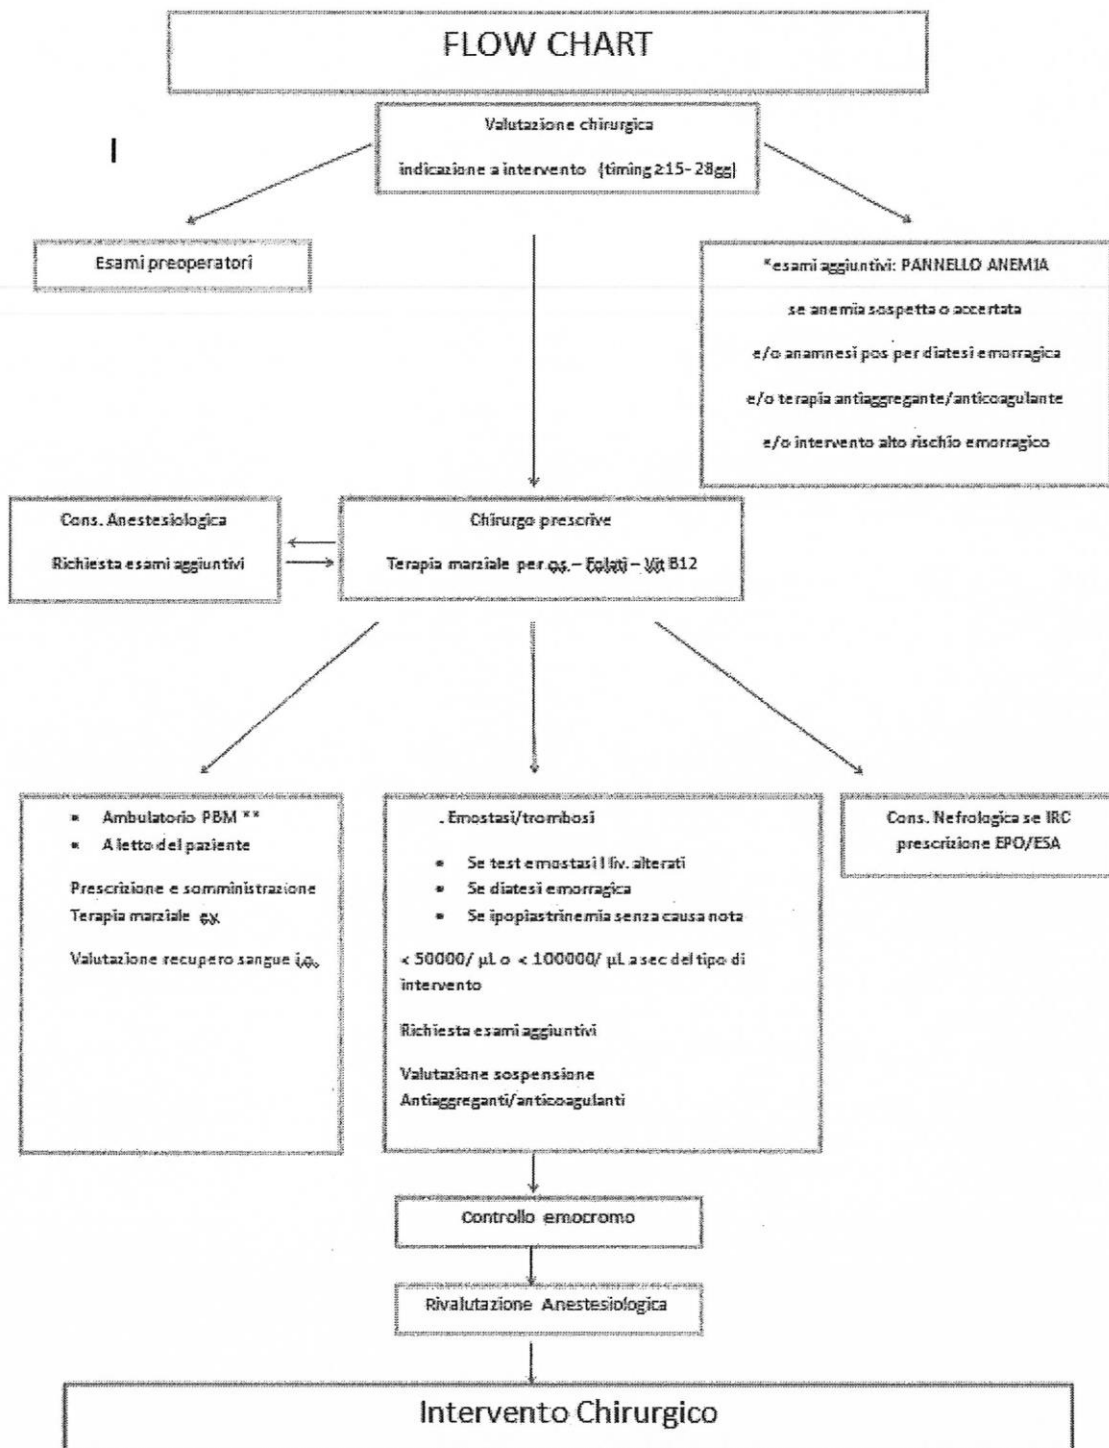 FLOW CHART
I
Valutazione chirurgica
indicazione a intervento (timing ≥15- 28gg)
Esami preoperatori
*esami aggiuntivi: PANNELLO ANEMIA
se anemia sospetta o accertata
e/o anamnesi pos per diatesi emorragica
e/o terapia antiaggregante/anticoagulante
e/o intervento alto rischio emorragico
Cons. Anestesiologica
Richiesta esami aggiuntivi
Chirurgo prescrive
Terapia marziale per os.– Folati – Vit B12
• Ambulatorio PBM **
• A letto del paziente
Prescrizione e somministrazione
Terapia marziale ev
Valutazione recupero sangue i.o.
. Emostasi/trombosi
• Se test emostasi I liv. alterati
• Se diatesi emorragica
• Se ipopiastrinemia senza causa nota
< 50000/ µL o < 100000/ µL a sec del tipo di
intervento
Richiesta esami aggiuntivi
Valutazione sospensione
Antiaggreganti/anticoagulanti
Cons. Nefrologica se IRC
prescrizione EPO/ESA
Controllo emocromo
Rivalutazione Anestesiologica
Intervento Chirurgico